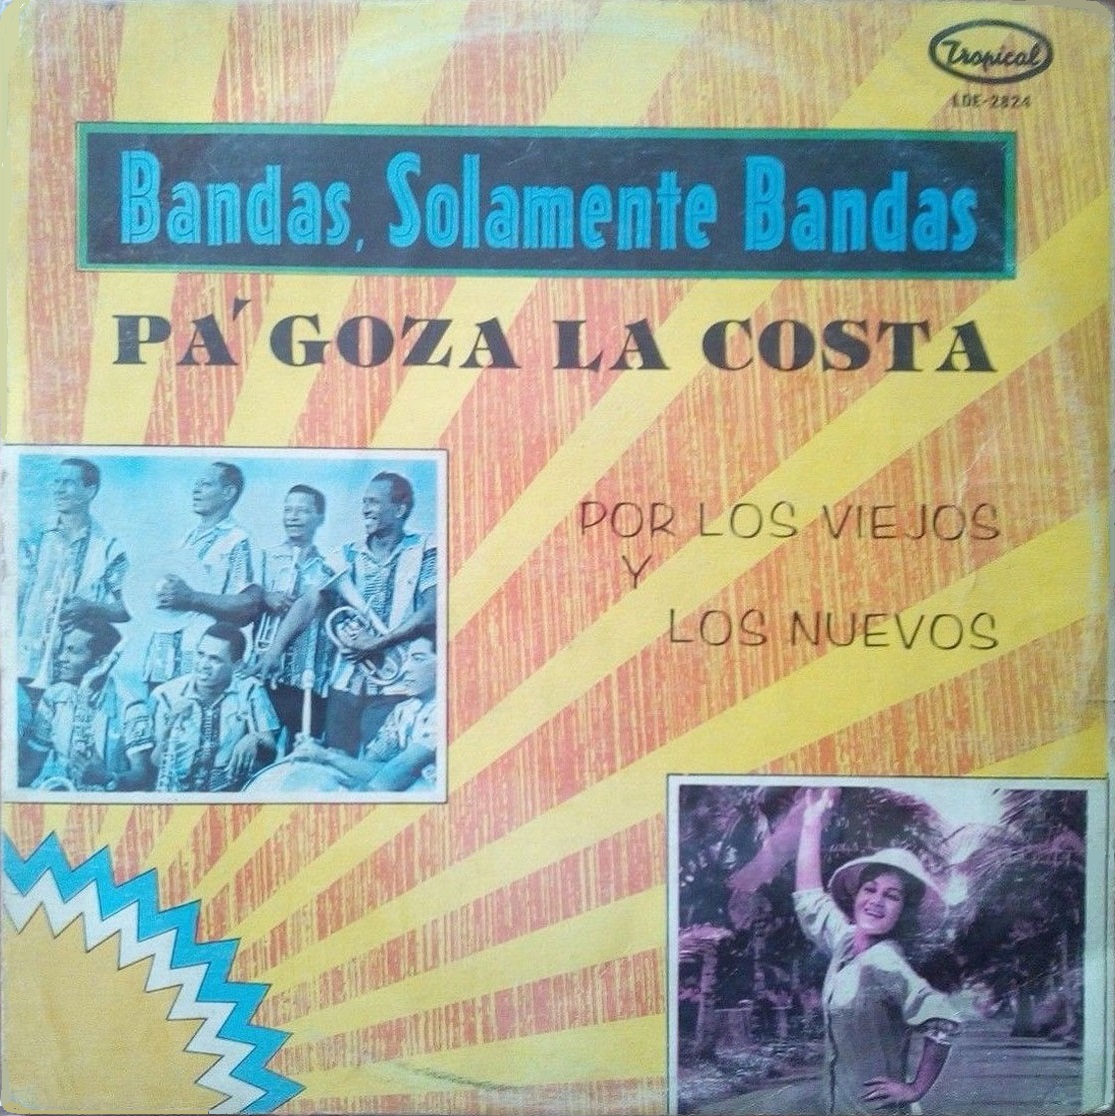 Tropical
LDE-2824
Bandas, Solamente Bandas
PA´GOZA LA COSTA
POR LOS VIEJOS
Y
LOS NUEVOS